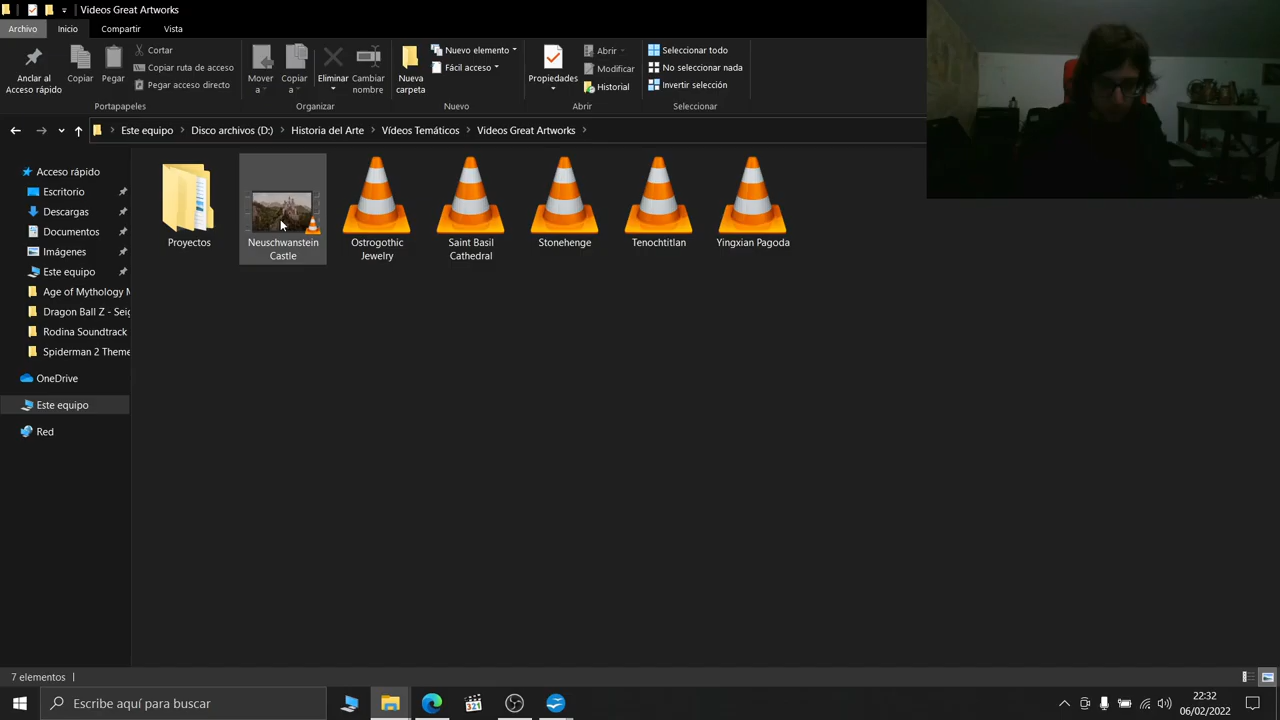 Videos Great Artworks
Archivo Inicio Compartir Vista
Anclar al Acceso rápido
Copiar
Pegar
Cortar
Copiar ruta de acceso
Pegar acceso directo
Portapapeles
Mover a
Copiar a
Eliminar
Cambiar nombre
Organizar
Nueva carpeta
Nuevo elemento
Fácil acceso
Nuevo
Propiedades
Abrir
Modificar
Historial
Abrir
Seleccionar todo
No seleccionar nada
Invertir selección
Seleccionar
Este equipo > Disco archivos (D:) > Historia del Arte > Vídeos Temáticos > Videos Great Artworks >
Acceso rápido
Escritorio
Descargas
Documentos
Imágenes
Este equipo
Age of Mythology M
Dragon Ball Z - Seig
Rodina Soundtrack
Spiderman 2 Theme
OneDrive
Este equipo
Red
Proyectos
Neuschwanstein
Castle
Ostrogothic
Jewelry
Saint Basil
Cathedral
Stonehenge
Tenochtitlan
Yingxian Pagoda
7 elementos
Escribe aquí para buscar
321
22:32
06/02/2022